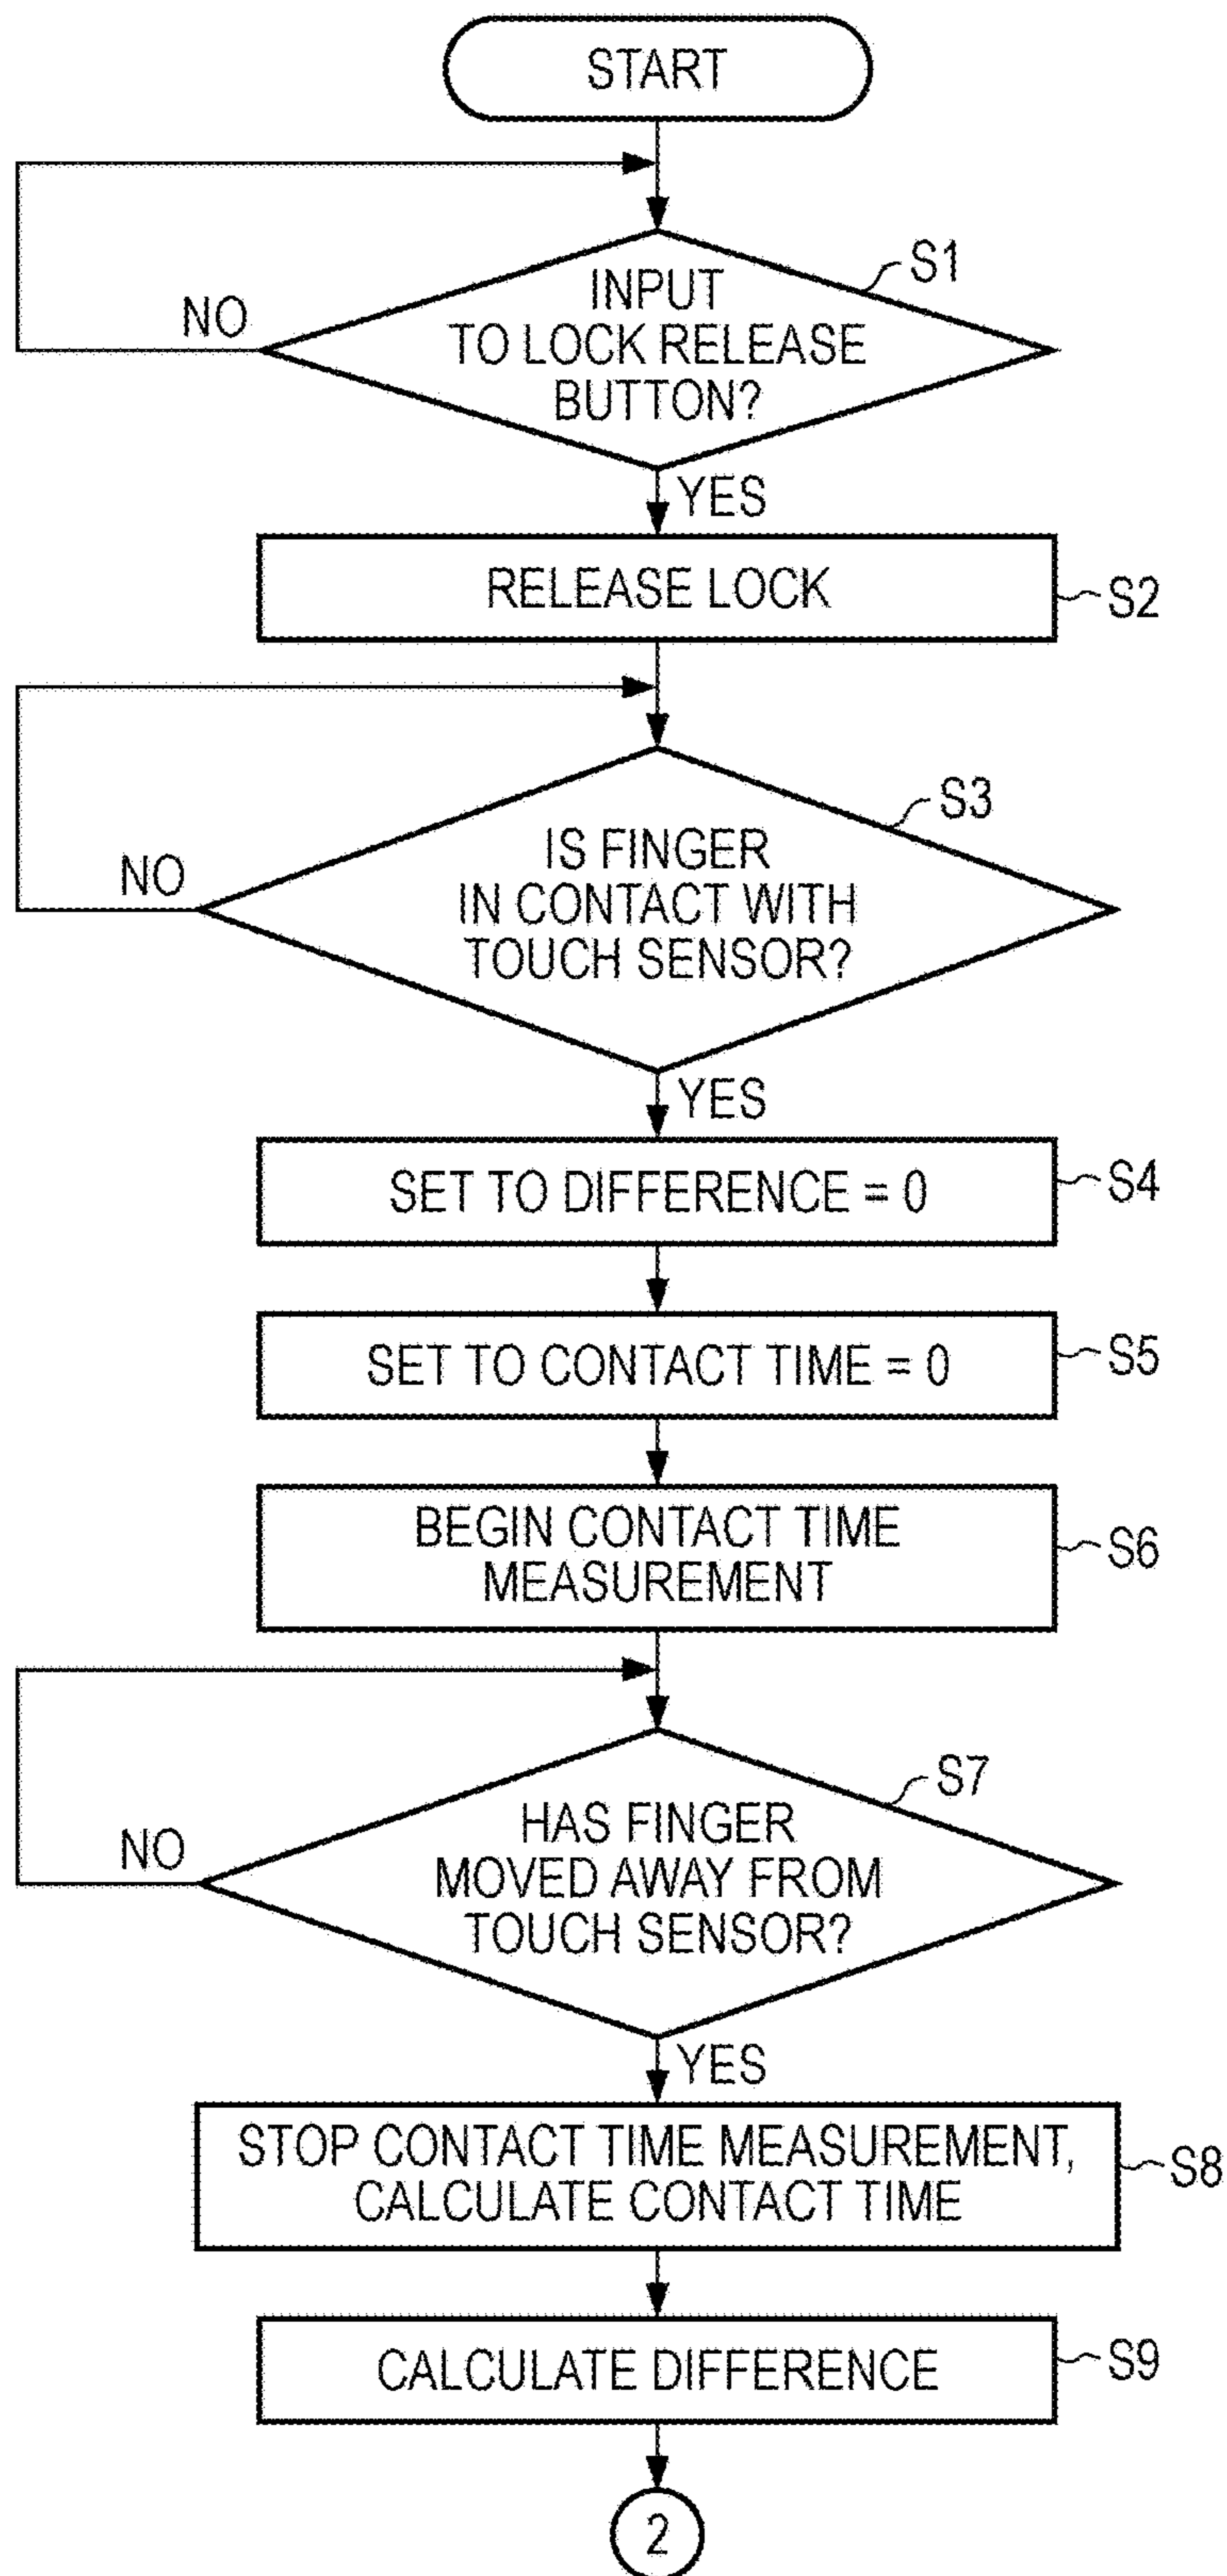 START
S1
INPUT
NO
TO LOCK RELEASE
BUTTON?
YES
RELEASE LOCK
S2
S3
IS FINGER
NO
IN CONTACT WITH
TOUCH SENSOR?
YES
SET TO DIFFERENCE = 0
S4
SET TO CONTACT TIME = 0
S5
BEGIN CONTACT TIME
MEASUREMENT
S6
S7
HAS FINGER
NO
MOVED AWAY FROM
TOUCH SENSOR?
YES
STOP CONTACT TIME MEASUREMENT,
CALCULATE CONTACT TIME
S8
CALCULATE DIFFERENCE
S9
2